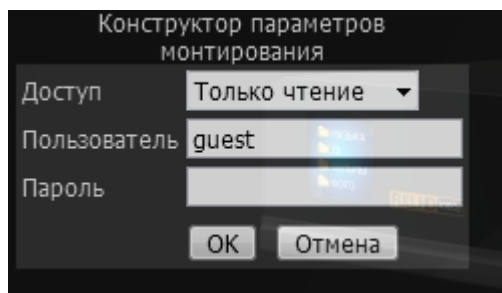 Конструктор параметров
монтирования
Доступ Только чтение
Пользователь guest
Пароль
OK Отмена